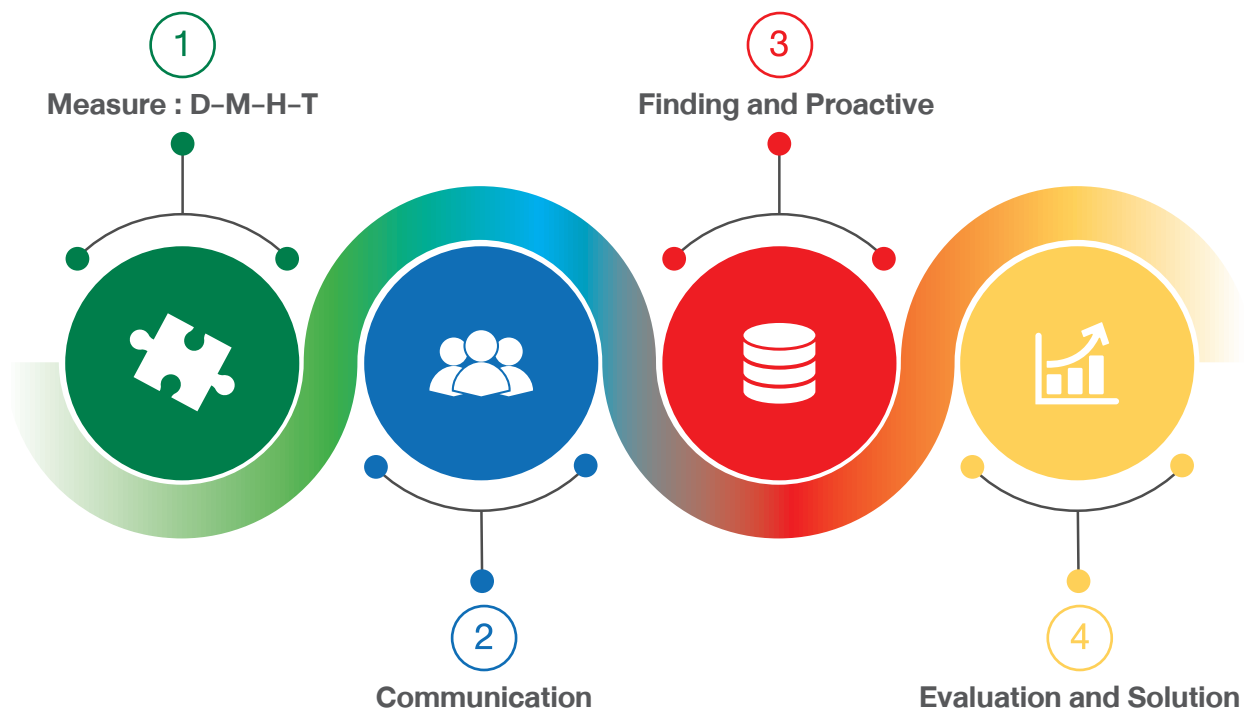 1
Measure : D–M–H–T
2
Communication
3
Finding and Proactive
4
Evaluation and Solution